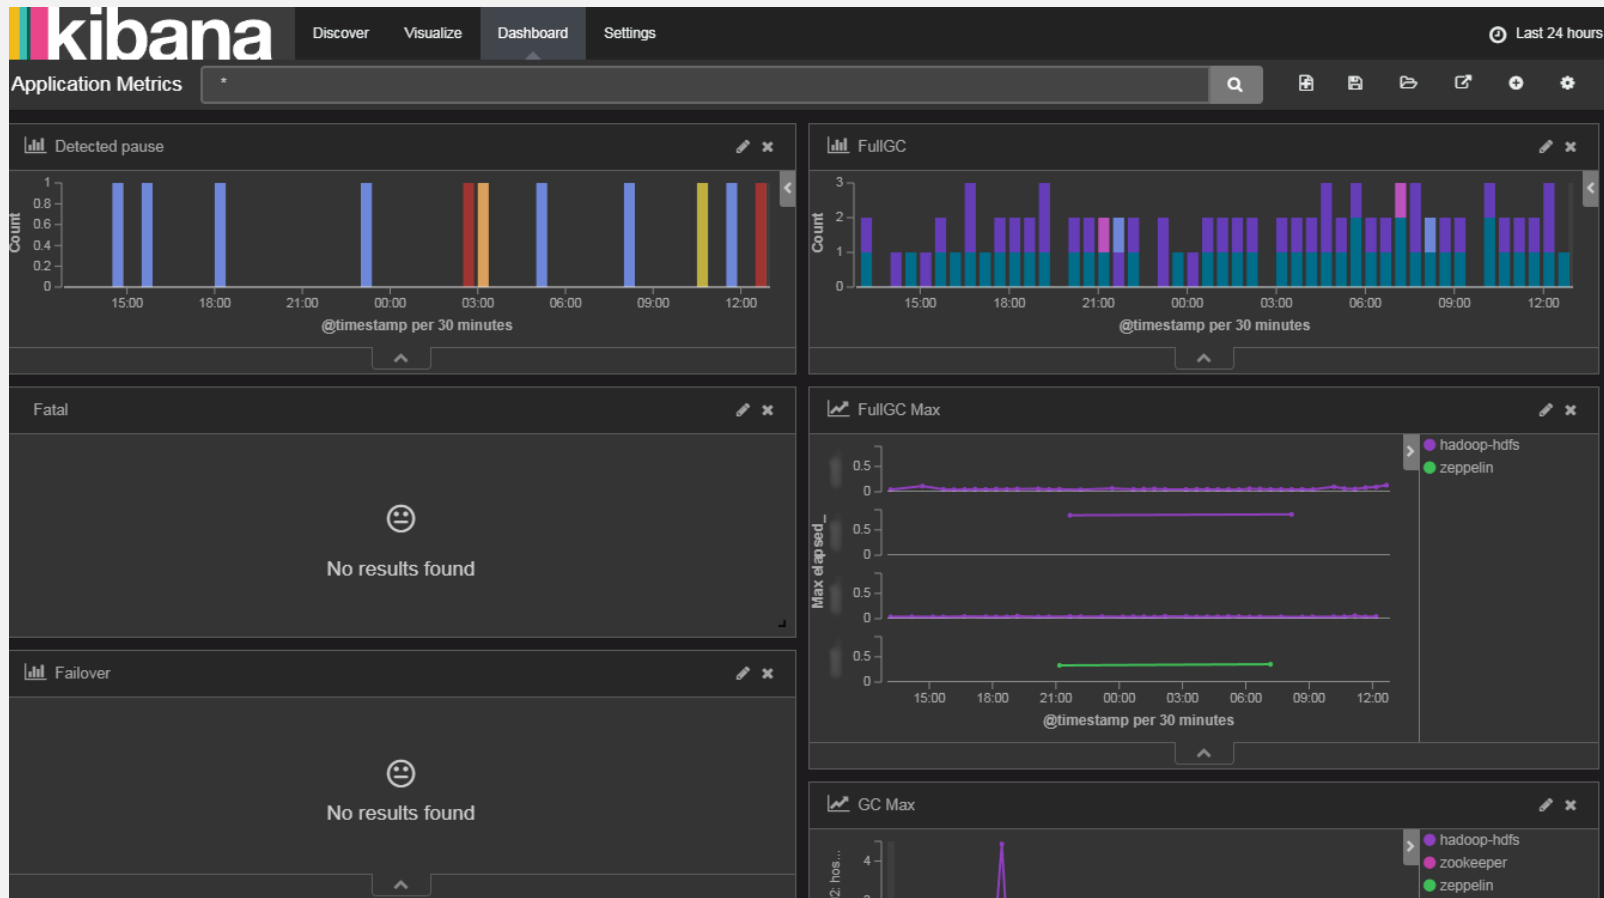 kibana
Discover Visualize Dashboard Settings
Last 24 hours
Application Metrics
*
Detected pause
Count
1
0.8
0.6
0.4
0.2
0
15:00 18:00 21:00 00:00 03:00 06:00 09:00 12:00
@timestamp per 30 minutes
FullGC
Count
3
2
1
0
15:00 18:00 21:00 00:00 03:00 06:00 09:00 12:00
@timestamp per 30 minutes
Fatal
No results found
FullGC Max
Max elapsed_
0.5
0
0.5
0
0.5
0
0.5
0
15:00 18:00 21:00 00:00 03:00 06:00 09:00 12:00
@timestamp per 30 minutes
hadoop-hdfs
zeppelin
Failover
No results found
GC Max
2: hos...
4
hadoop-hdfs
zookeeper
zeppelin